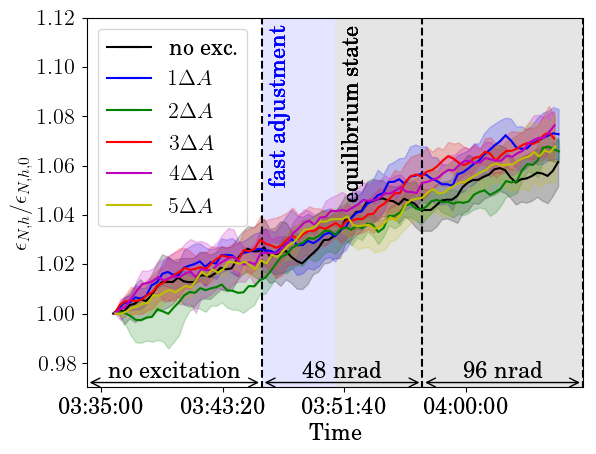 1.12
1.10
1.08
1.06
1.04
1.02
1.00
0.98
ϵ_{N,h}/ϵ_{N,h,0}
no exc.
1ΔA
2ΔA
3ΔA
4ΔA
5ΔA
fast adjustment
equilibrium state
no excitation
48 nrad
96 nrad
03:35:00
03:43:20
03:51:40
04:00:00
Time